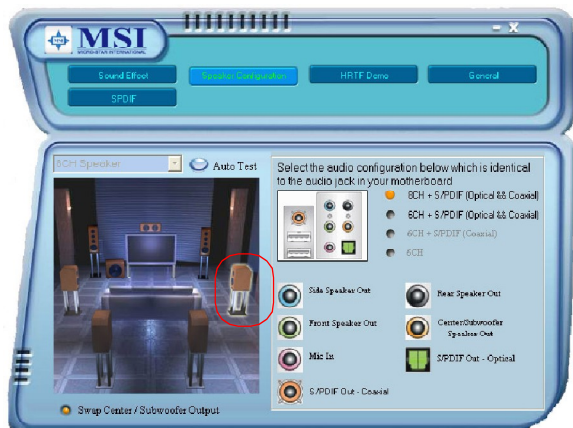 MSI
MICRO-STAR INTERNATIONAL
- X
Sound Effect
Speaker Configuration
HRTF Demo
General
SPDIF
8CH Speaker
Auto Test
Select the audio configuration below which is identical
to the audio jack in your motherboard
8CH + S/PDIF (Optical && Coaxial)
6CH + S/PDIF (Optical && Coaxial)
6CH + S/PDIF (Coaxial)
6CH
Side Speaker Out
Rear Speaker Out
Front Speaker Out
Center/Subwoofer
Speaker Out
Mic In
S/PDIF Out - Optical
S/PDIF Out - Coaxial
Swap Center / Subwoofer Output